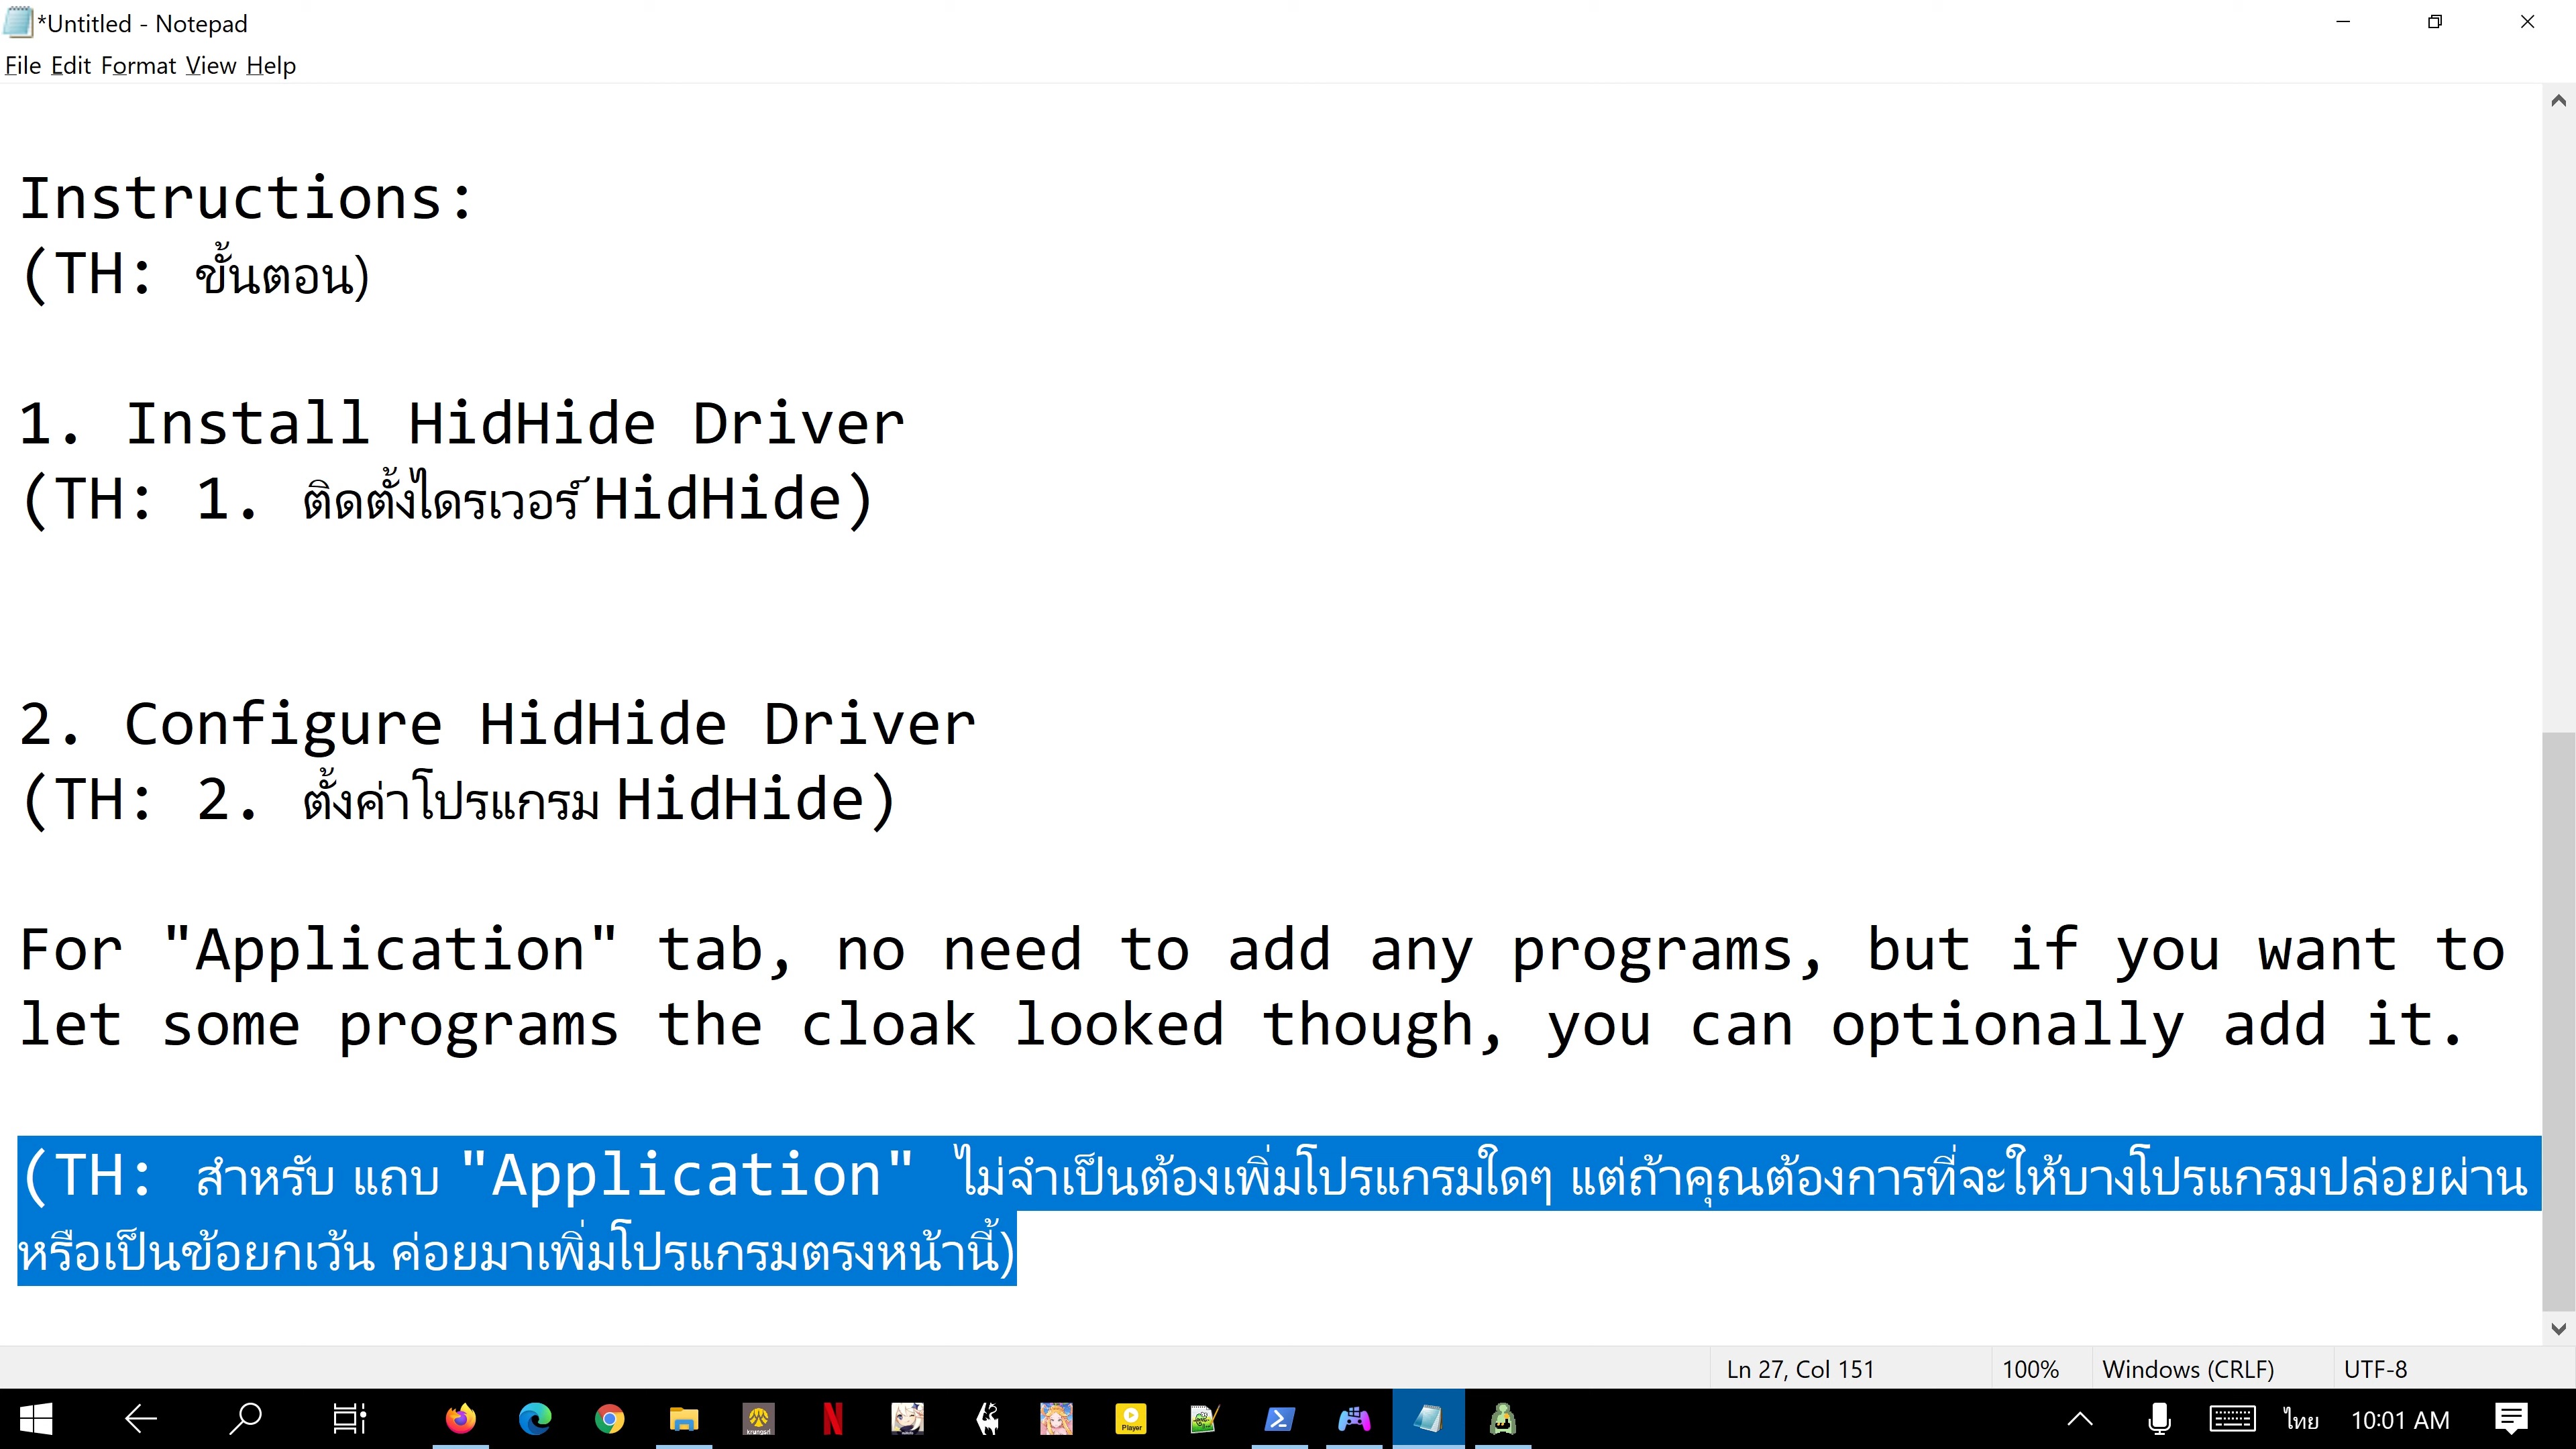 *Untitled - Notepad
File Edit Format View Help
Instructions:
(TH: ขั้นตอน)
1. Install HidHide Driver
(TH: 1. ติดตั้งไดรเวอร์ HidHide)
2. Configure HidHide Driver
(TH: 2. ตั้งค่าโปรแกรม HidHide)
For "Application" tab, no need to add any programs, but if you want to
let some programs the cloak looked though, you can optionally add it.
(TH: สำหรับ แถบ "Application" ไม่จำเป็นต้องเพิ่มโปรแกรมใดๆ แต่ถ้าคุณต้องการที่จะให้บางโปรแกรมปล่อยผ่าน
หรือเป็นข้อยกเว้น ค่อยมาเพิ่มโปรแกรมตรงหน้านี้)
Ln 27, Col 151 100% Windows (CRLF) UTF-8
krungsri Player ไทย 10:01 AM